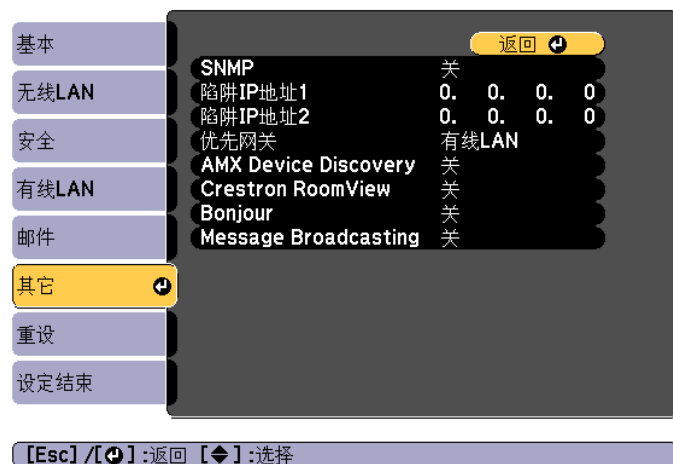 基本
无线LAN
安全
有线LAN
邮件
其它
重设
设定结束
返回
SNMP 关
陷阱IP地址1 0. 0. 0. 0
陷阱IP地址2 0. 0. 0. 0
优先网关 有线LAN
AMX Device Discovery 关
Crestron RoomView 关
Bonjour 关
Message Broadcasting 关
[Esc] /[⏎] :返回 [◆] :选择